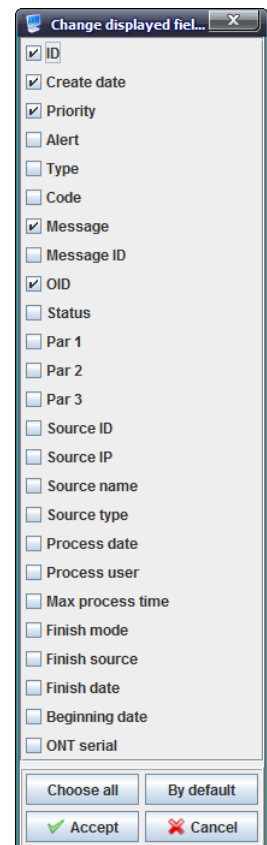 Change displayed fiel...
ID
Create date
Priority
Alert
Type
Code
Message
Message ID
OID
Status
Par 1
Par 2
Par 3
Source ID
Source IP
Source name
Source type
Process date
Process user
Max process time
Finish mode
Finish source
Finish date
Beginning date
ONT serial
Choose all By default
Accept Cancel